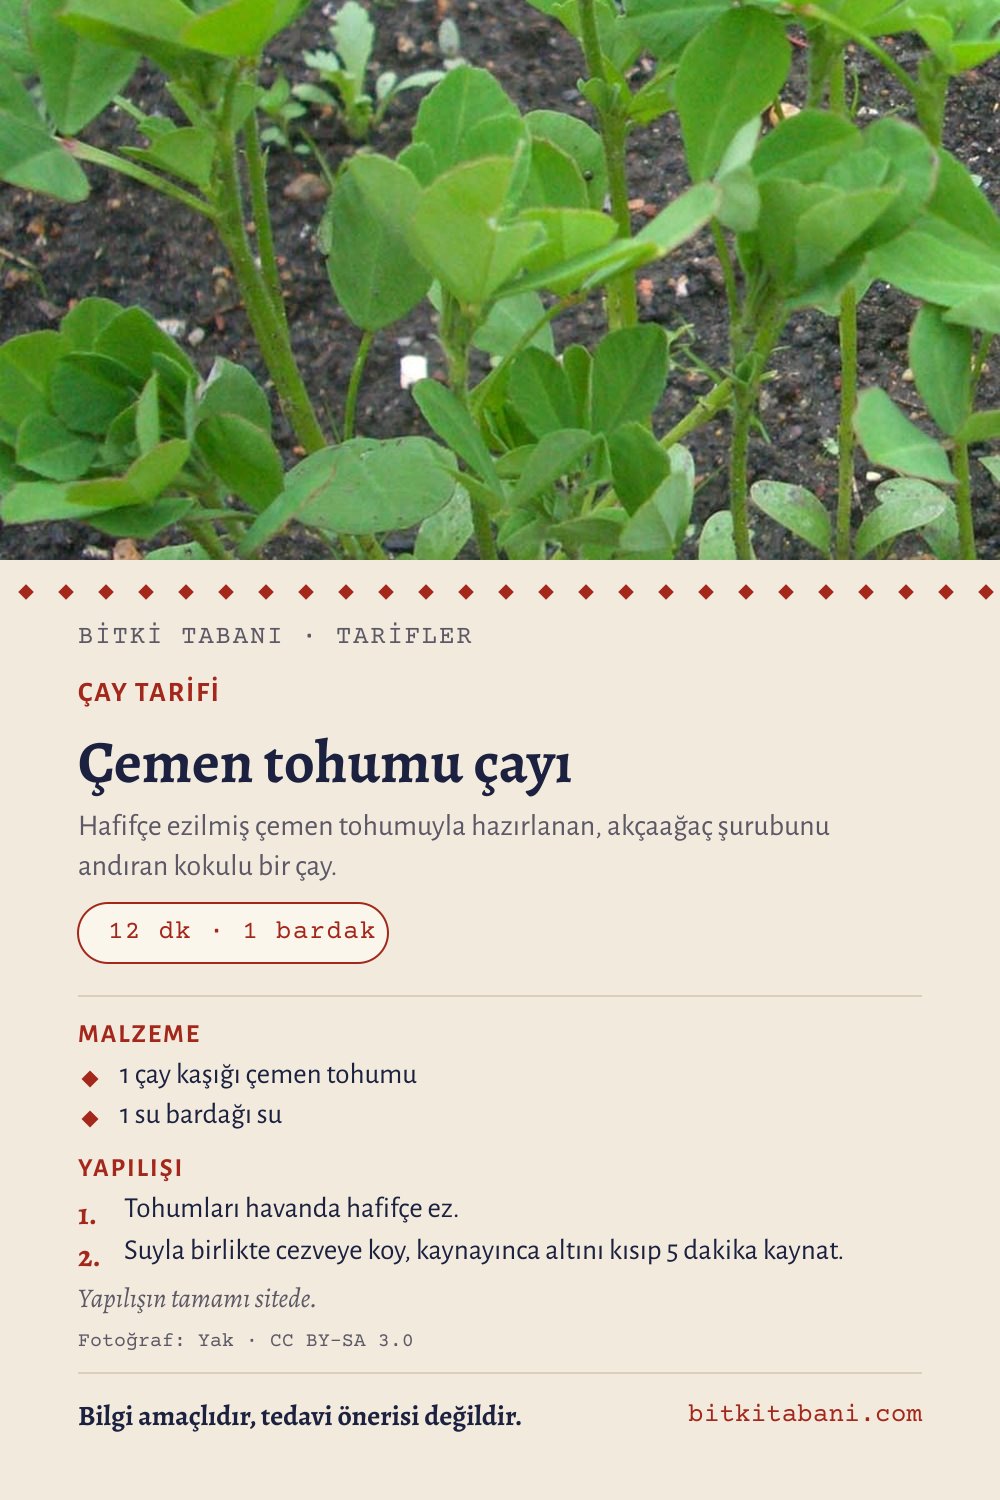 BİTKİ TABANI · TARİFLER
ÇAY TARİFİ
Çemen tohumu çayı
Hafifçe ezilmiş çemen tohumuyla hazırlanan, akçaağaç şurubunu
andıran kokulu bir çay.
12 dk · 1 bardak
MALZEME
◆ 1 çay kaşığı çemen tohumu
◆ 1 su bardağı su
YAPILIŞI
1. Tohumları havanda hafifçe ez.
2. Suyla birlikte cezveye koy, kaynayınca altını kısıp 5 dakika kaynat.
Yapılışın tamamı sitede.
Fotoğraf: Yak · CC BY-SA 3.0
Bilgi amaçlıdır, tedavi önerisi değildir.
bitkitabani.com